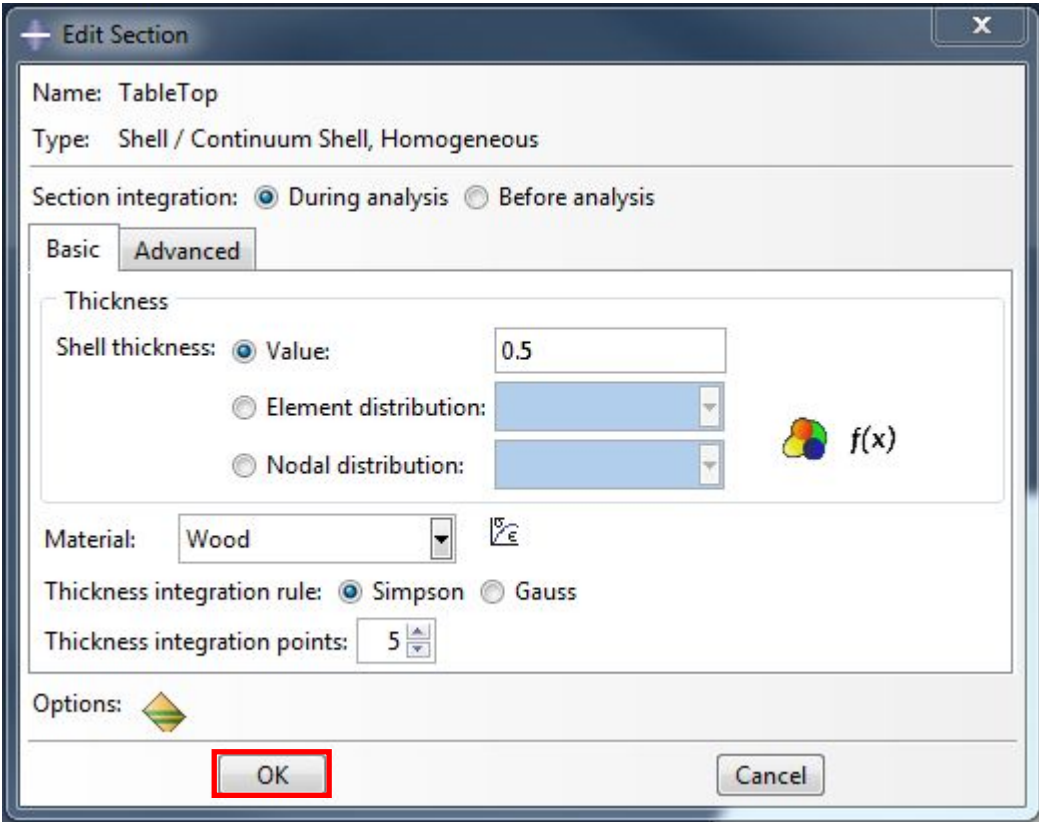 Edit Section
X
Name: TableTop
Type: Shell / Continuum Shell, Homogeneous
Section integration: During analysis Before analysis
Basic Advanced
Thickness
Shell thickness: Value: 0.5
Element distribution:
f(x)
Nodal distribution:
Material: Wood σ ε
Thickness integration rule: Simpson Gauss
Thickness integration points: 5
Options:
OK Cancel